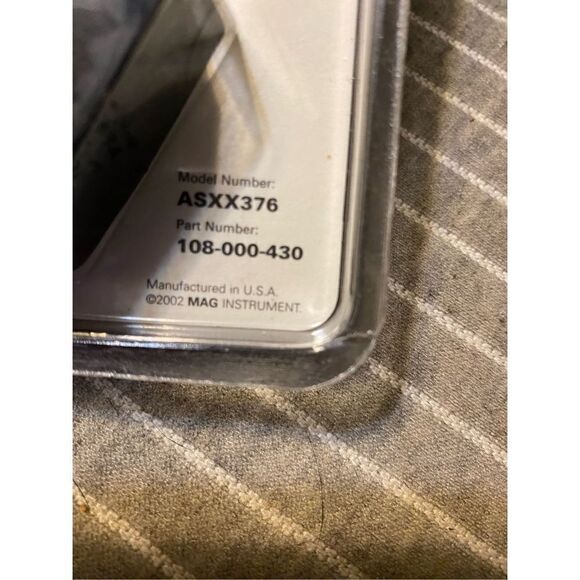 Model Number:
ASXX376
Part Number:
108-000-430
Manufactured in U.S.A.
©2002 MAG INSTRUMENT.